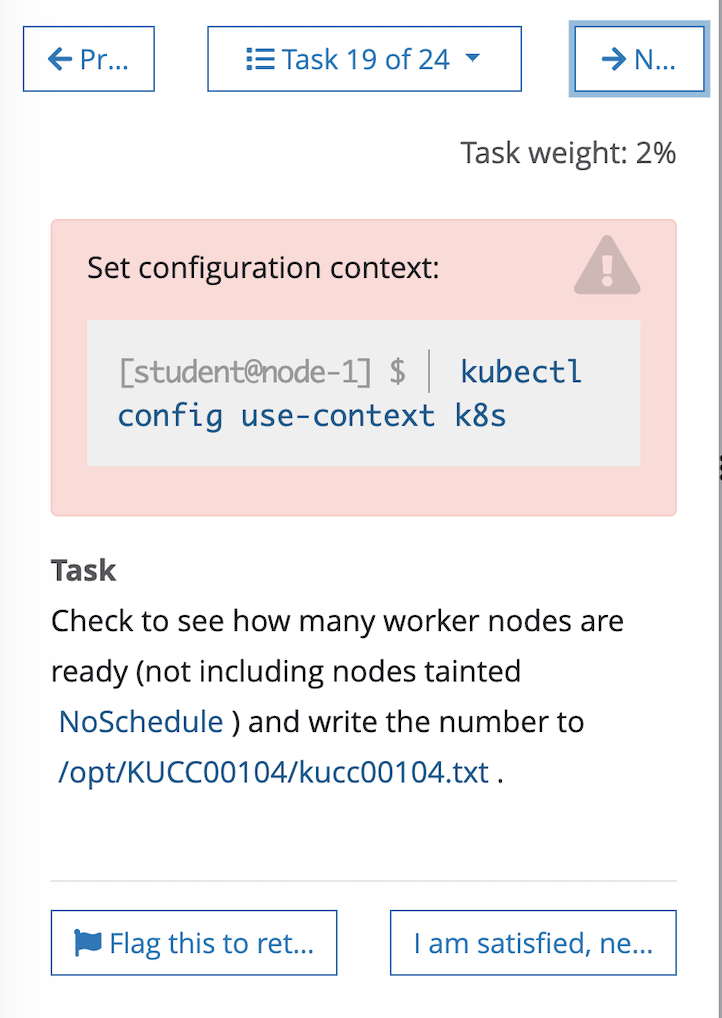 Pr...
Task 19 of 24
N...
Task weight: 2%
Set configuration context:
[student@node-1] $ | kubectl
config use-context k8s
Task
Check to see how many worker nodes are
ready (not including nodes tainted
NoSchedule ) and write the number to
/opt/KUCC00104/kucc00104.txt .
Flag this to ret...
I am satisfied, ne...